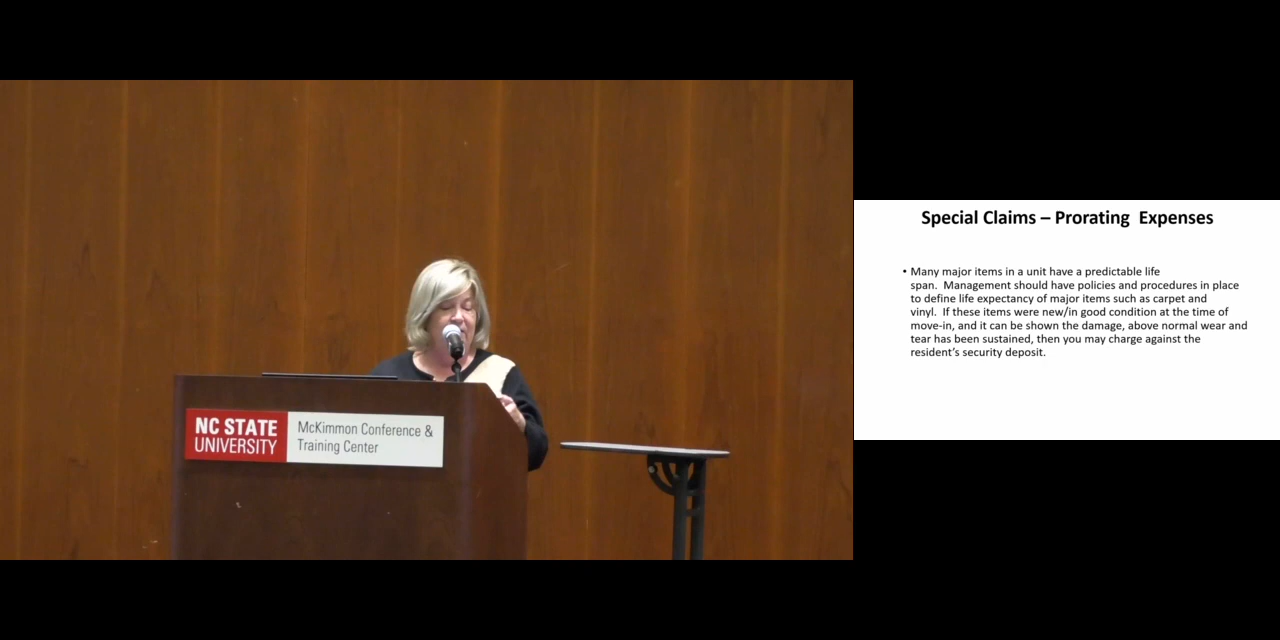 NC STATE
UNIVERSITY
McKimmon Conference &
Training Center
Special Claims – Prorating Expenses
• Many major items in a unit have a predictable life
span. Management should have policies and procedures in place
to define life expectancy of major items such as carpet and
vinyl. If these items were new/in good condition at the time of
move-in, and it can be shown the damage, above normal wear and
tear has been sustained, then you may charge against the
resident's security deposit.